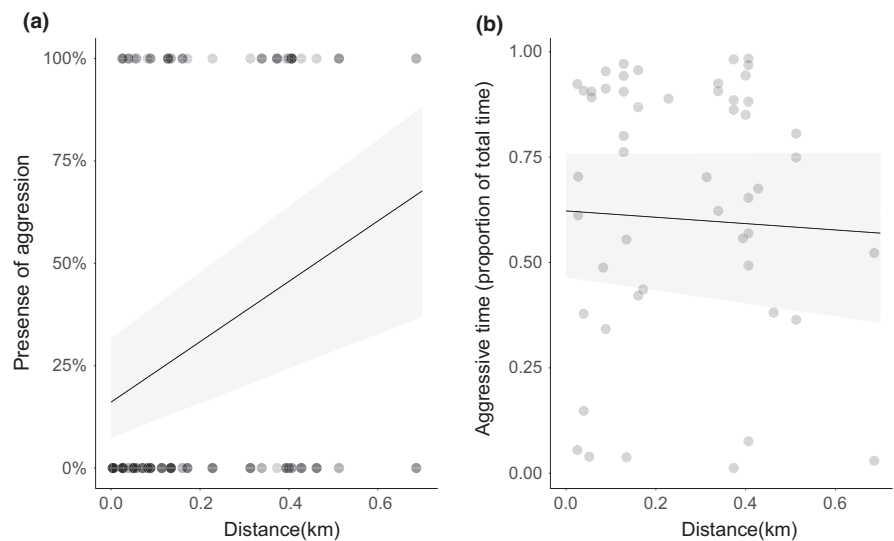 (a)
100%
75%
50%
25%
0%
Presense of aggression
0.0 0.2 0.4 0.6
Distance(km)
(b)
1.00
0.75
0.50
0.25
0.00
Aggressive time (proportion of total time)
0.0 0.2 0.4 0.6
Distance(km)